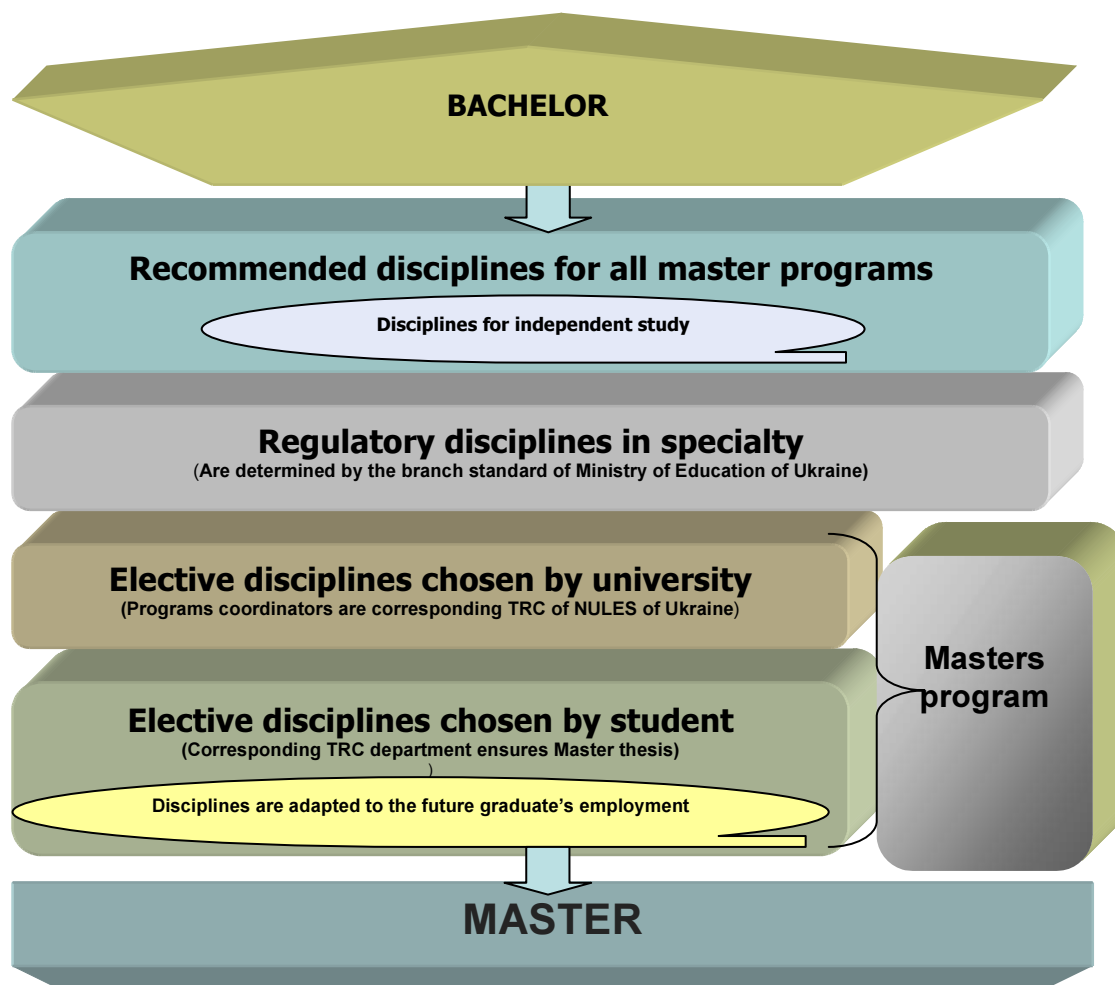 BACHELOR
Recommended disciplines for all master programs
Disciplines for independent study
Regulatory disciplines in specialty
(Are determined by the branch standard of Ministry of Education of Ukraine)
Elective disciplines chosen by university
(Programs coordinators are corresponding TRC of NULES of Ukraine)
Masters
program
Elective disciplines chosen by student
(Corresponding TRC department ensures Master thesis)
)
Disciplines are adapted to the future graduate's employment
MASTER